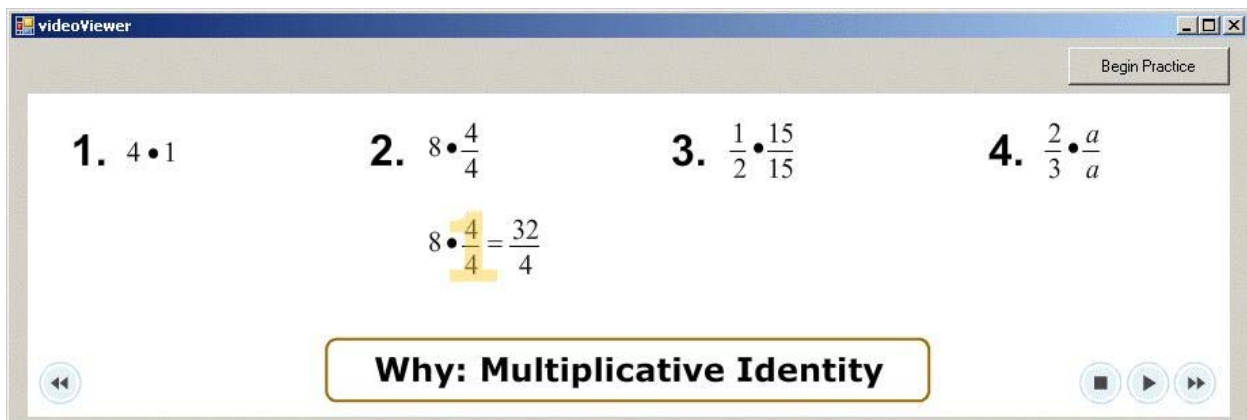 videoViewer
Begin Practice
1. 4 • 1
2. 8 • 4/4
3. 1/2 • 15/15
4. 2/3 • a/a
8 • 4/4 = 32/4
1
Why: Multiplicative Identity